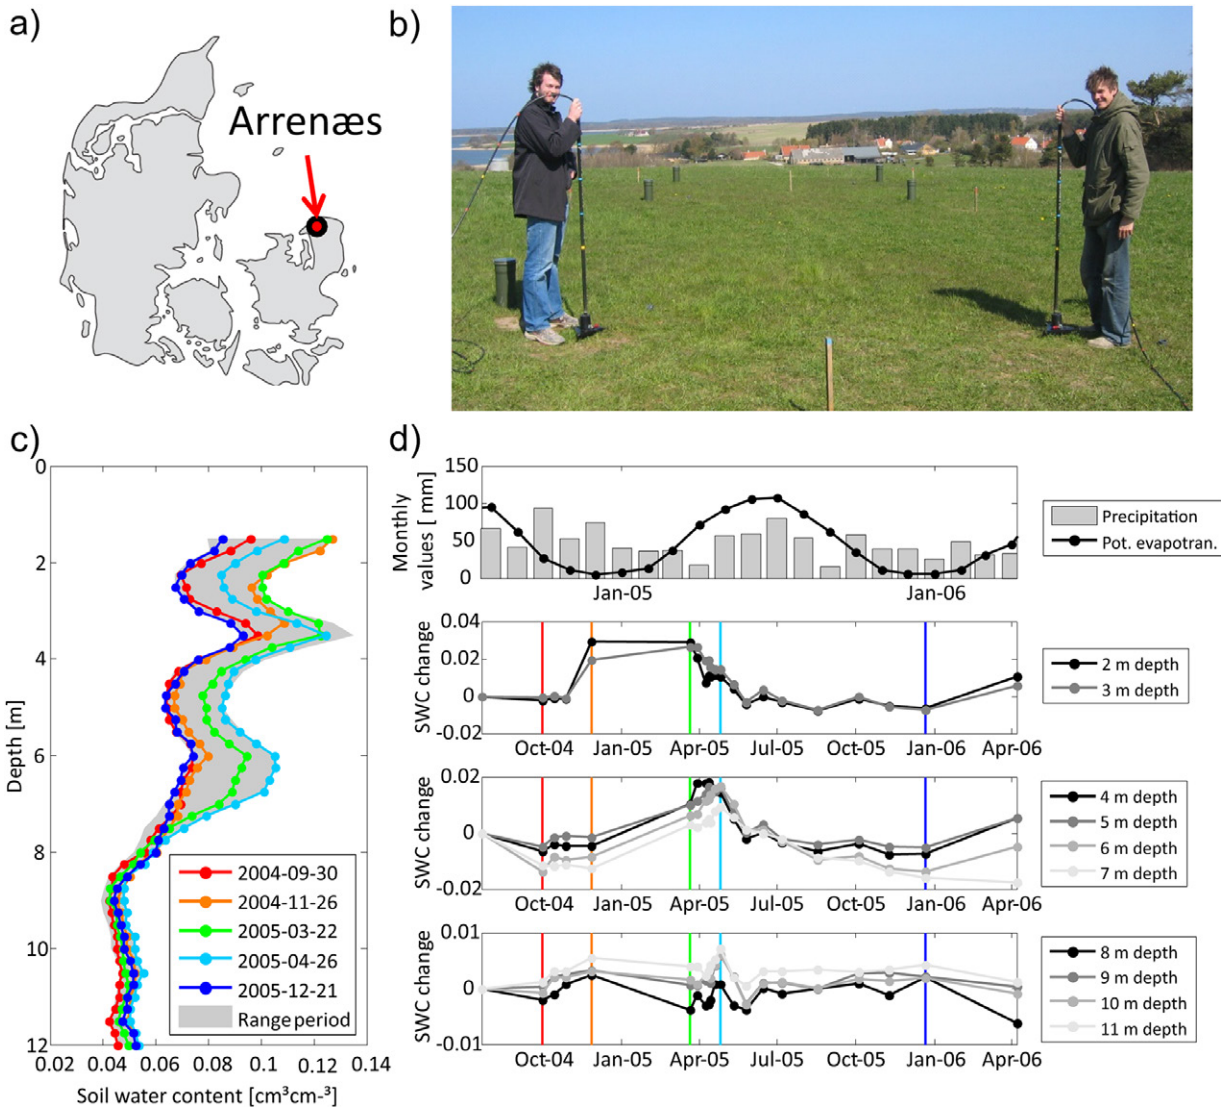 a)
Arrenæs
b)
c)
0
2
4
6
8
10
12
Depth [m]
0.02 0.04 0.06 0.08 0.1 0.12 0.14
Soil water content [cm³cm-³]
2004-09-30
2004-11-26
2005-03-22
2005-04-26
2005-12-21
Range period
d)
Monthly
values [ mm]
150
100
50
0
Jan-05 Jan-06
Precipitation
Pot. evapotran.
SWC change
0.04
0.02
0
-0.02
Oct-04 Jan-05 Apr-05 Jul-05 Oct-05 Jan-06 Apr-06
2 m depth
3 m depth
SWC change
0.02
0
-0.02
Oct-04 Jan-05 Apr-05 Jul-05 Oct-05 Jan-06 Apr-06
4 m depth
5 m depth
6 m depth
7 m depth
SWC change
0.01
0
-0.01
Oct-04 Jan-05 Apr-05 Jul-05 Oct-05 Jan-06 Apr-06
8 m depth
9 m depth
10 m depth
11 m depth